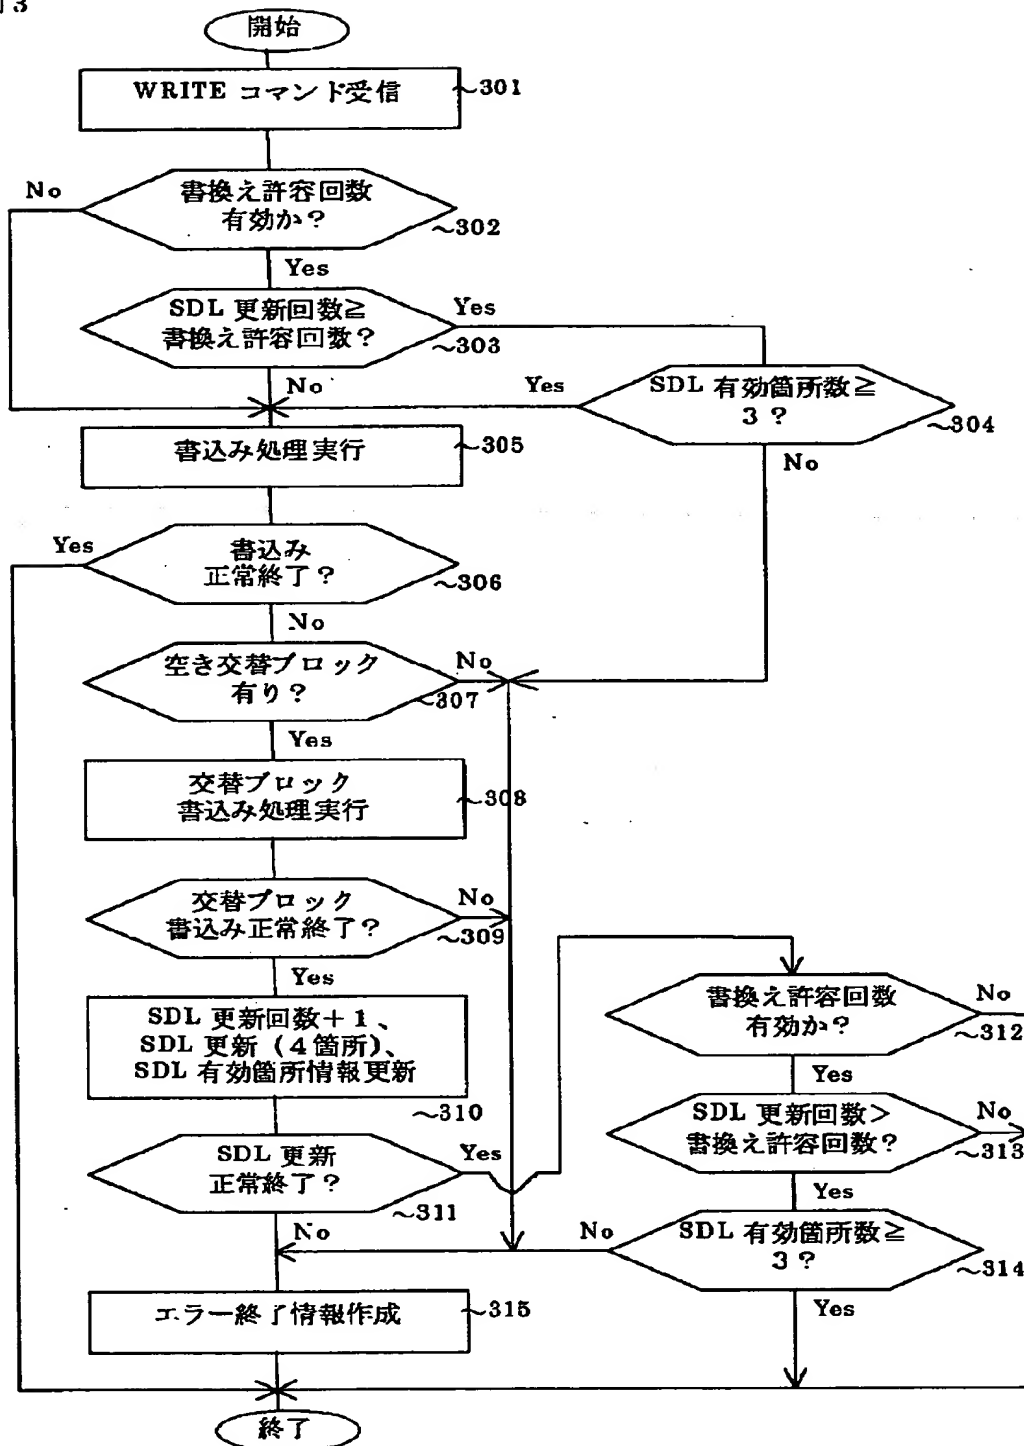 3
開始
WRITE コマンド受信
~301
No
書換え許容回数
有効か？
~302
Yes
SDL 更新回数≧
書換え許容回数？
Yes
~303
No
Yes
SDL 有効箇所数≧
3？
~304
No
書込み処理実行
~305
Yes
書込み
正常終了？
~306
No
空き交替ブロック
有り？
No
~307
Yes
交替ブロック
書込み処理実行
~308
交替ブロック
書込み正常終了？
No
~309
Yes
SDL 更新回数＋1、
SDL 更新（4箇所）、
SDL 有効箇所情報更新
~310
SDL 更新
正常終了？
Yes
~311
No
書換え許容回数
有効か？
No
~312
Yes
SDL 更新回数＞
書換え許容回数？
No
~313
Yes
No
SDL 有効箇所数≧
3？
~314
Yes
エラー終了情報作成
~315
終了